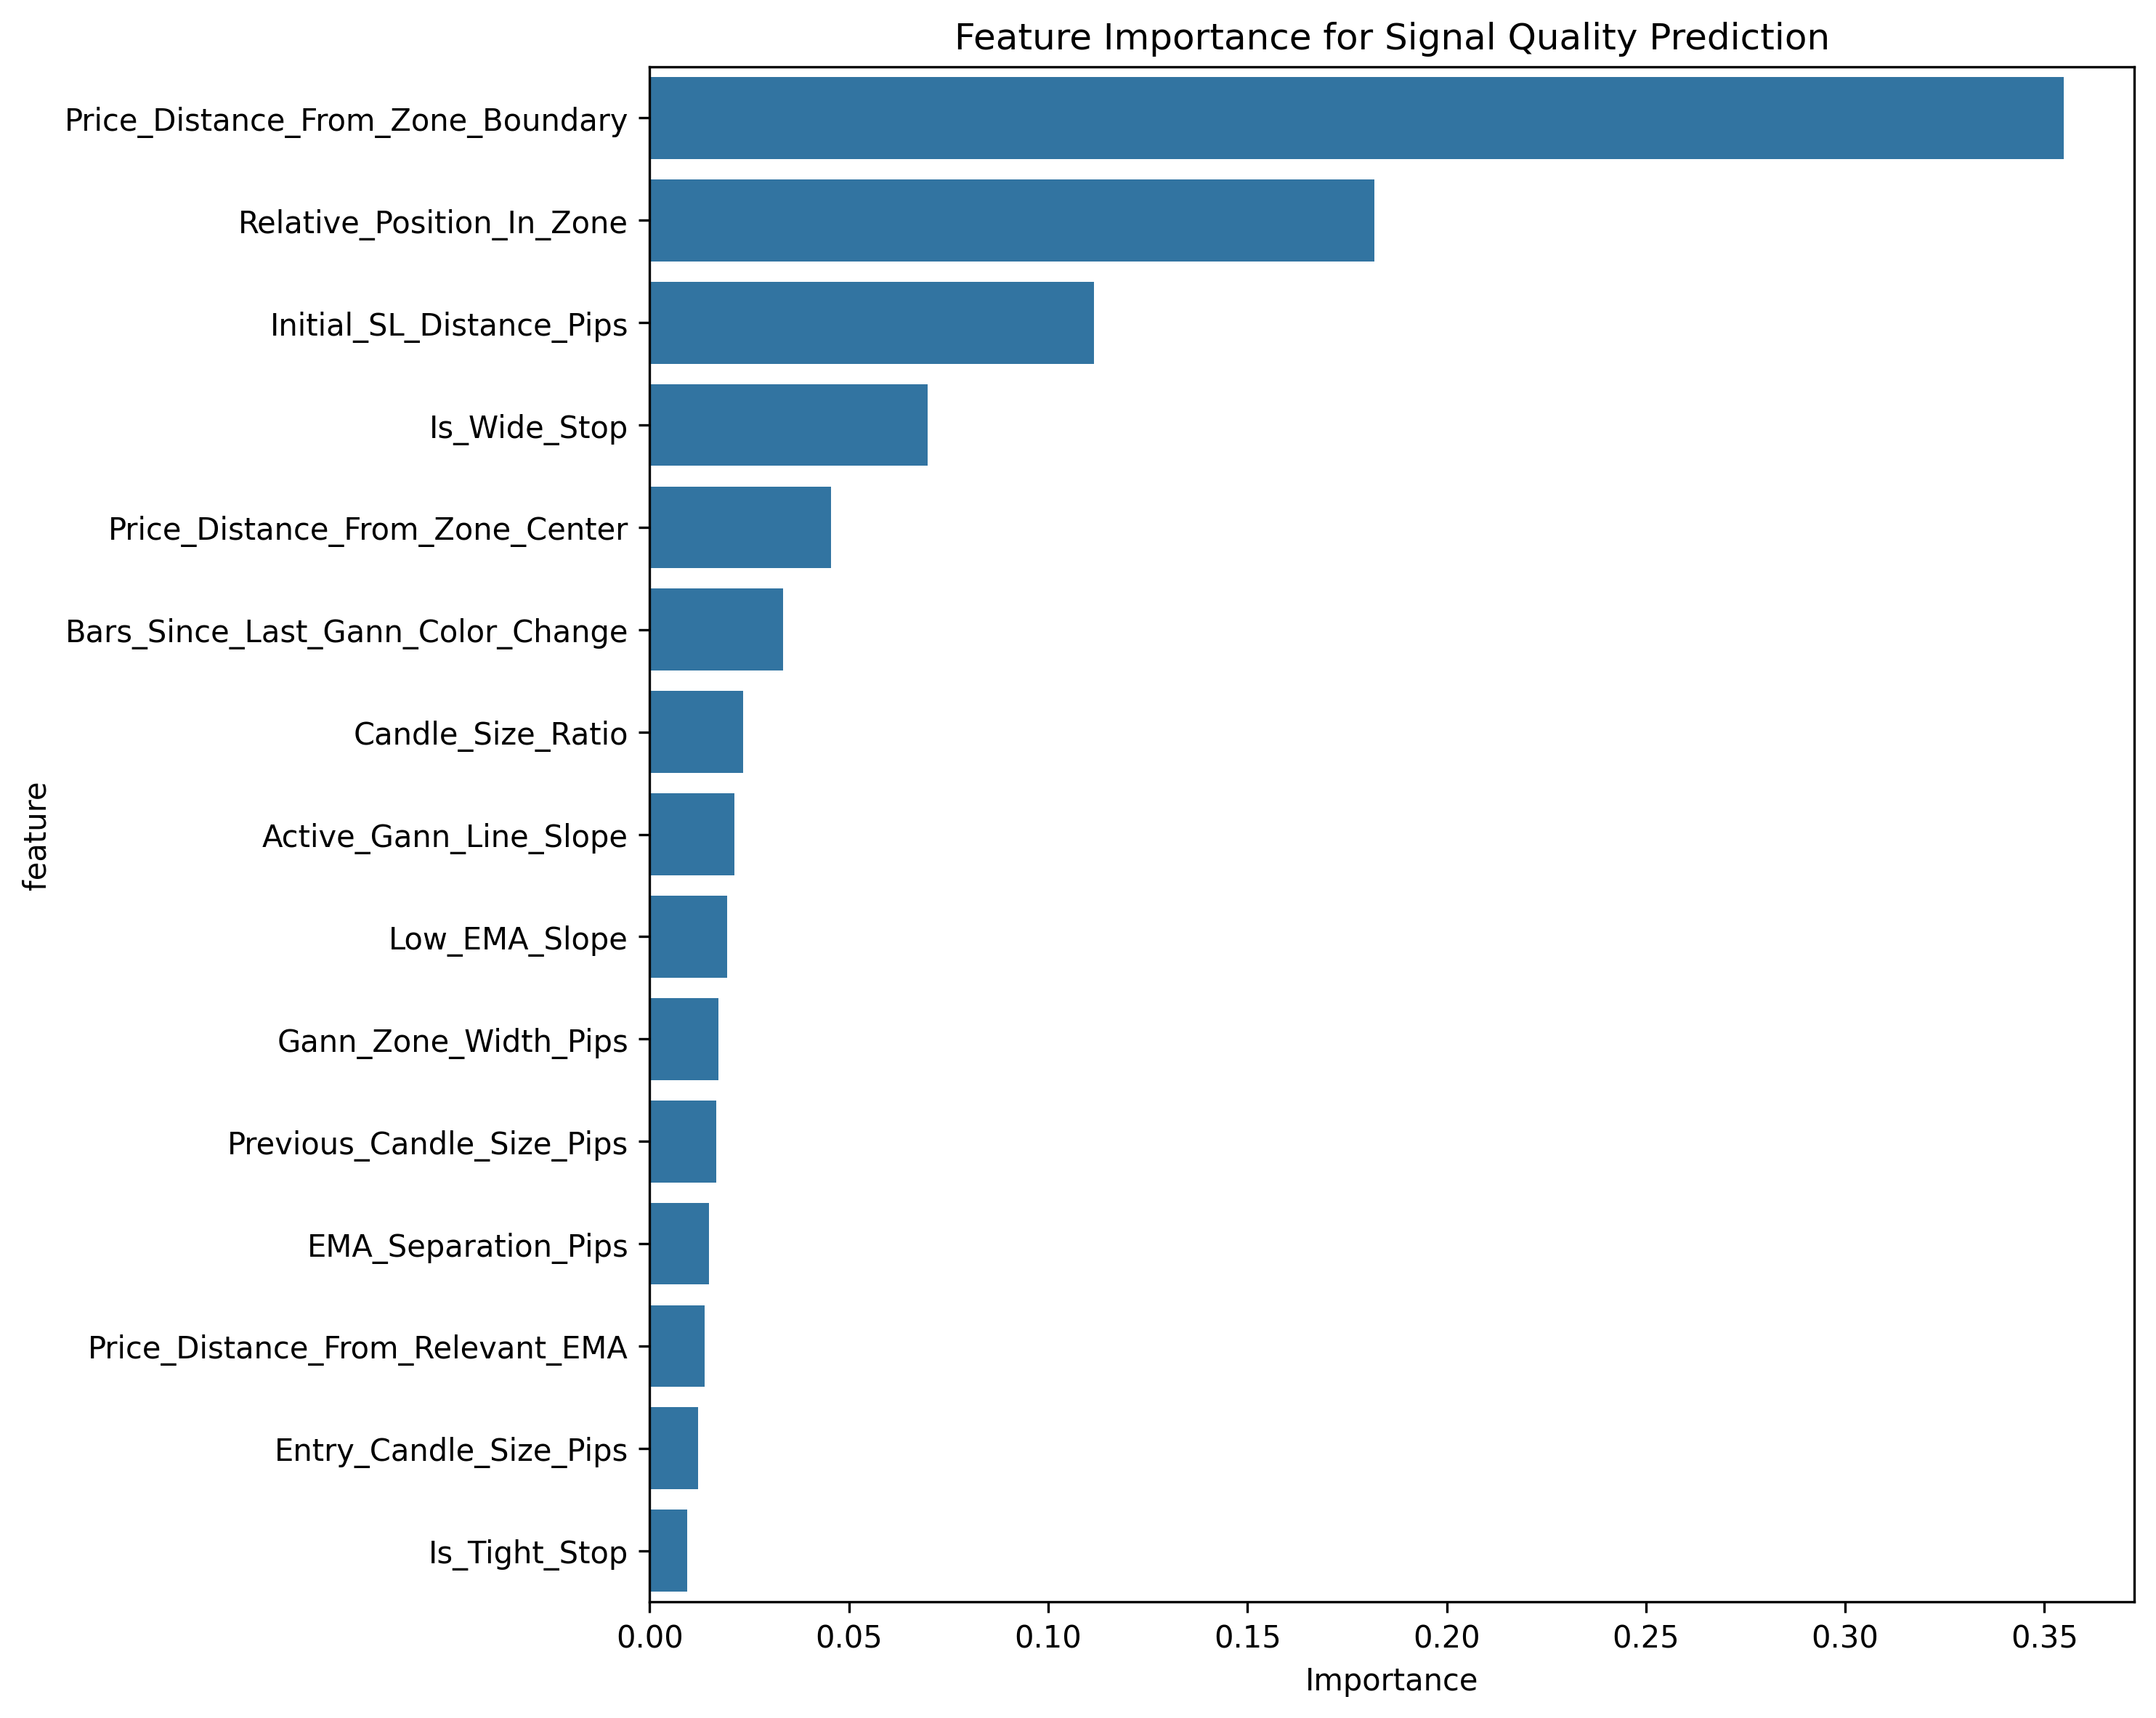 Feature Importance for Signal Quality Prediction
Price_Distance_From_Zone_Boundary
Relative_Position_In_Zone
Initial_SL_Distance_Pips
Is_Wide_Stop
Price_Distance_From_Zone_Center
Bars_Since_Last_Gann_Color_Change
Candle_Size_Ratio
Active_Gann_Line_Slope
Low_EMA_Slope
Gann_Zone_Width_Pips
Previous_Candle_Size_Pips
EMA_Separation_Pips
Price_Distance_From_Relevant_EMA
Entry_Candle_Size_Pips
Is_Tight_Stop
feature
0.00 0.05 0.10 0.15 0.20 0.25 0.30 0.35
Importance